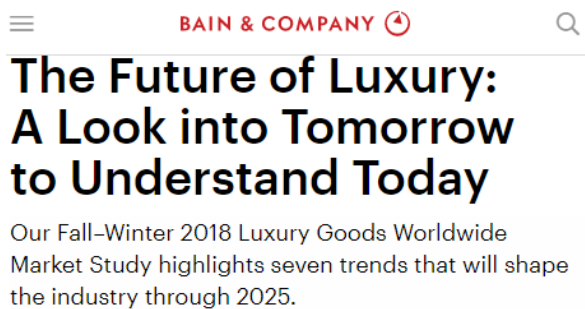 BAIN & COMPANY
The Future of Luxury:
A Look into Tomorrow
to Understand Today
Our Fall–Winter 2018 Luxury Goods Worldwide
Market Study highlights seven trends that will shape
the industry through 2025.